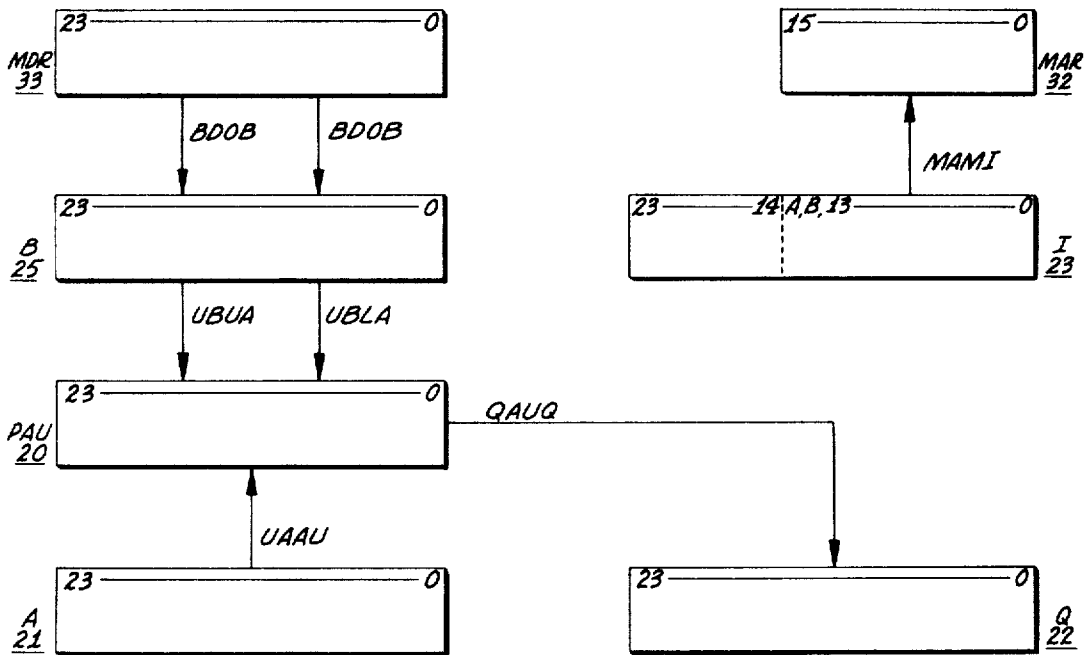 23 0
MDR
33
15 0
MAR
32
BDOB BDOB
MAMI
23 0
B
25
23 14 A, B, 13 0
I
23
UBUA UBLA
23 0
PAU
20
QAUQ
UAAU
23 0
A
21
23 0
Q
22